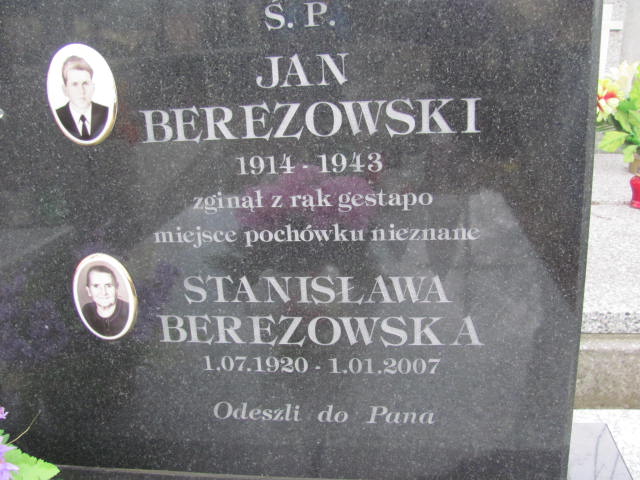 Ś. P.
JAN
BEREZOWSKI
1914 - 1943
zginął z rąk gestapo
miejsce pochówku nieznane
STANISŁAWA
BEREZOWSKA
1.07.1920 - 1.01.2007
Odeszli do Pana